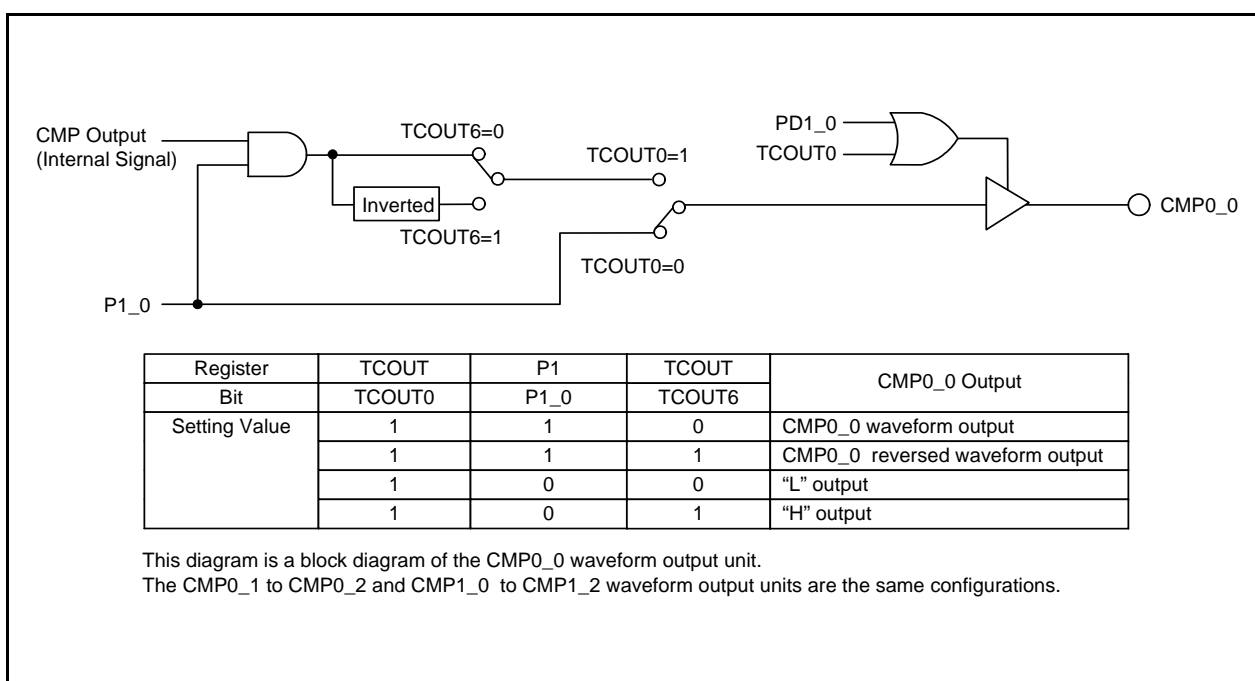 CMP Output
(Internal Signal)
TCOUT6=0
Inverted
TCOUT6=1
TCOUT0=1
TCOUT0=0
P1_0
PD1_0
TCOUT0
CMP0_0
Register TCOUT P1 TCOUT CMP0_0 Output
Bit TCOUT0 P1_0 TCOUT6
Setting Value 1 1 0 CMP0_0 waveform output
1 1 1 CMP0_0 reversed waveform output
1 0 0 “L” output
1 0 1 “H” output
This diagram is a block diagram of the CMP0_0 waveform output unit.
The CMP0_1 to CMP0_2 and CMP1_0 to CMP1_2 waveform output units are the same configurations.